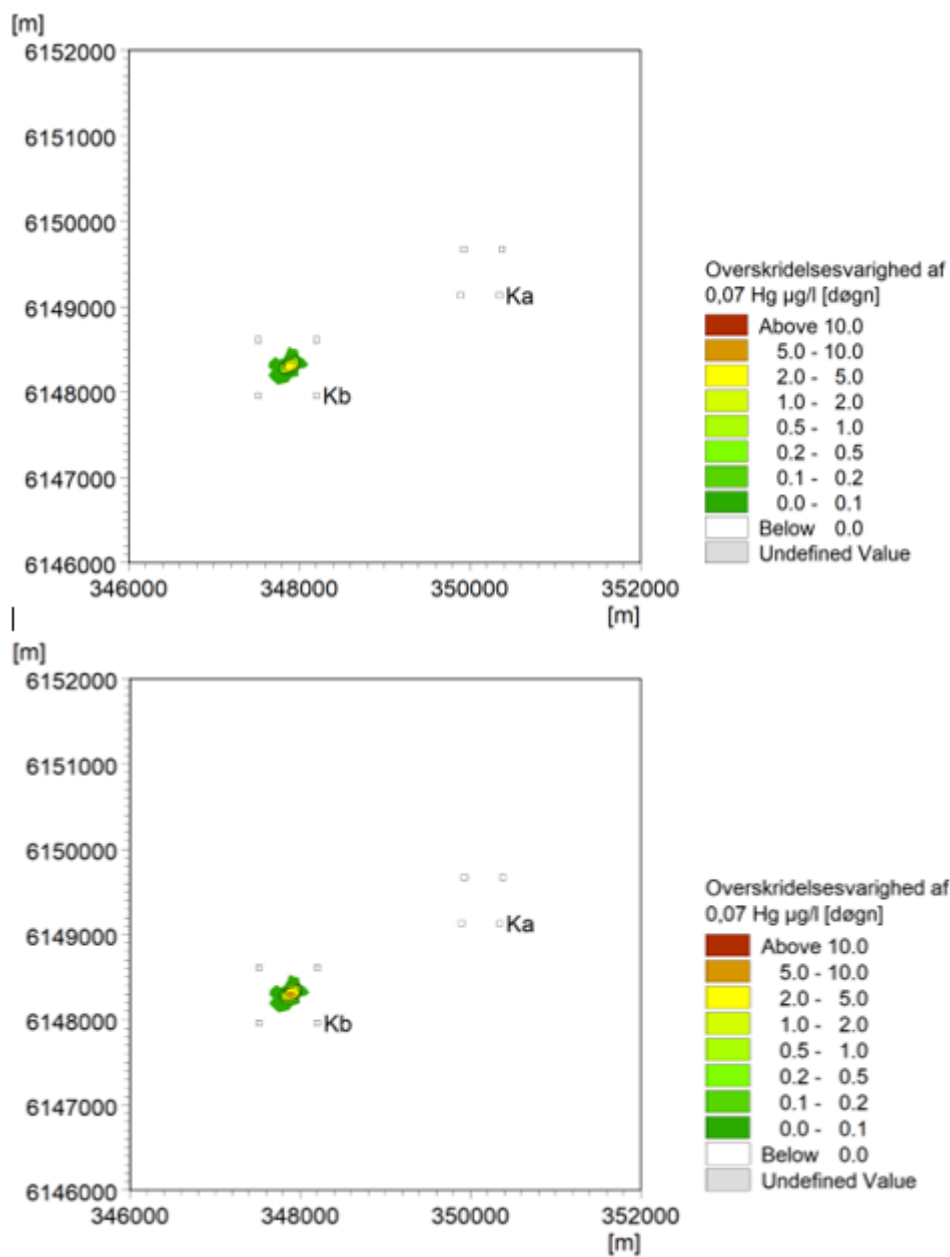 [m]
6152000
6151000
6150000
6149000
6148000
6147000
6146000
346000 348000 350000 352000
[m]
Ka
Kb
Overskridelsesvarighed af
0,07 Hg µg/l [døgn]
Above 10.0
5.0 - 10.0
2.0 - 5.0
1.0 - 2.0
0.5 - 1.0
0.2 - 0.5
0.1 - 0.2
0.0 - 0.1
Below 0.0
Undefined Value
[m]
6152000
6151000
6150000
6149000
6148000
6147000
6146000
346000 348000 350000 352000
[m]
Ka
Kb
Overskridelsesvarighed af
0,07 Hg µg/l [døgn]
Above 10.0
5.0 - 10.0
2.0 - 5.0
1.0 - 2.0
0.5 - 1.0
0.2 - 0.5
0.1 - 0.2
0.0 - 0.1
Below 0.0
Undefined Value